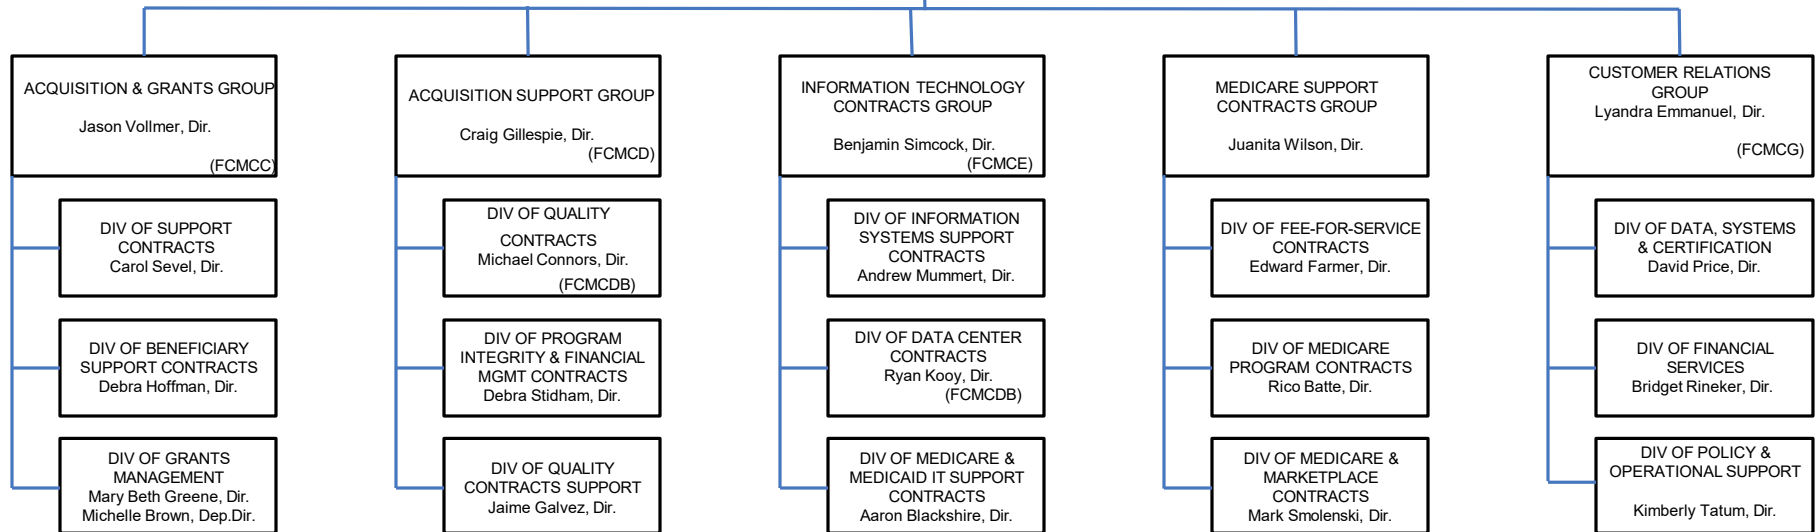 ACQUISITION & GRANTS GROUP
Jason Vollmer, Dir.
(FCMCC)
DIV OF SUPPORT
CONTRACTS
Carol Sevel, Dir.
DIV OF BENEFICIARY
SUPPORT CONTRACTS
Debra Hoffman, Dir.
DIV OF GRANTS
MANAGEMENT
Mary Beth Greene, Dir.
Michelle Brown, Dep.Dir.
ACQUISITION SUPPORT GROUP
Craig Gillespie, Dir.
(FCMCD)
DIV OF QUALITY
CONTRACTS
Michael Connors, Dir.
(FCMCDB)
DIV OF PROGRAM
INTEGRITY & FINANCIAL
MGMT CONTRACTS
Debra Stidham, Dir.
DIV OF QUALITY
CONTRACTS SUPPORT
Jaime Galvez, Dir.
INFORMATION TECHNOLOGY
CONTRACTS GROUP
Benjamin Simcock, Dir.
(FCMCE)
DIV OF INFORMATION
SYSTEMS SUPPORT
CONTRACTS
Andrew Mummert, Dir.
DIV OF DATA CENTER
CONTRACTS
Ryan Kooy, Dir.
(FCMCDB)
DIV OF MEDICARE &
MEDICAID IT SUPPORT
CONTRACTS
Aaron Blackshire, Dir.
MEDICARE SUPPORT
CONTRACTS GROUP
Juanita Wilson, Dir.
DIV OF FEE-FOR-SERVICE
CONTRACTS
Edward Farmer, Dir.
DIV OF MEDICARE
PROGRAM CONTRACTS
Rico Batte, Dir.
DIV OF MEDICARE &
MARKETPLACE
CONTRACTS
Mark Smolenski, Dir.
CUSTOMER RELATIONS
GROUP
Lyandra Emmanuel, Dir.
(FCMCG)
DIV OF DATA, SYSTEMS
& CERTIFICATION
David Price, Dir.
DIV OF FINANCIAL
SERVICES
Bridget Rineker, Dir.
DIV OF POLICY &
OPERATIONAL SUPPORT
Kimberly Tatum, Dir.